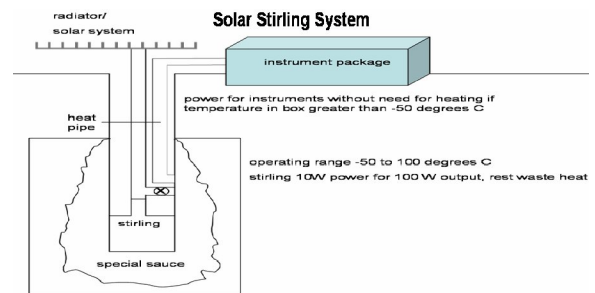 Solar Stirling System
radiator/
solar system
instrument package
power for instruments without need for heating if
temperature in box greater than -50 degrees C
heat
pipe
operating range -50 to 100 degrees C
stirling 10W power for 100 W output, rest waste heat
stirling
special sauce